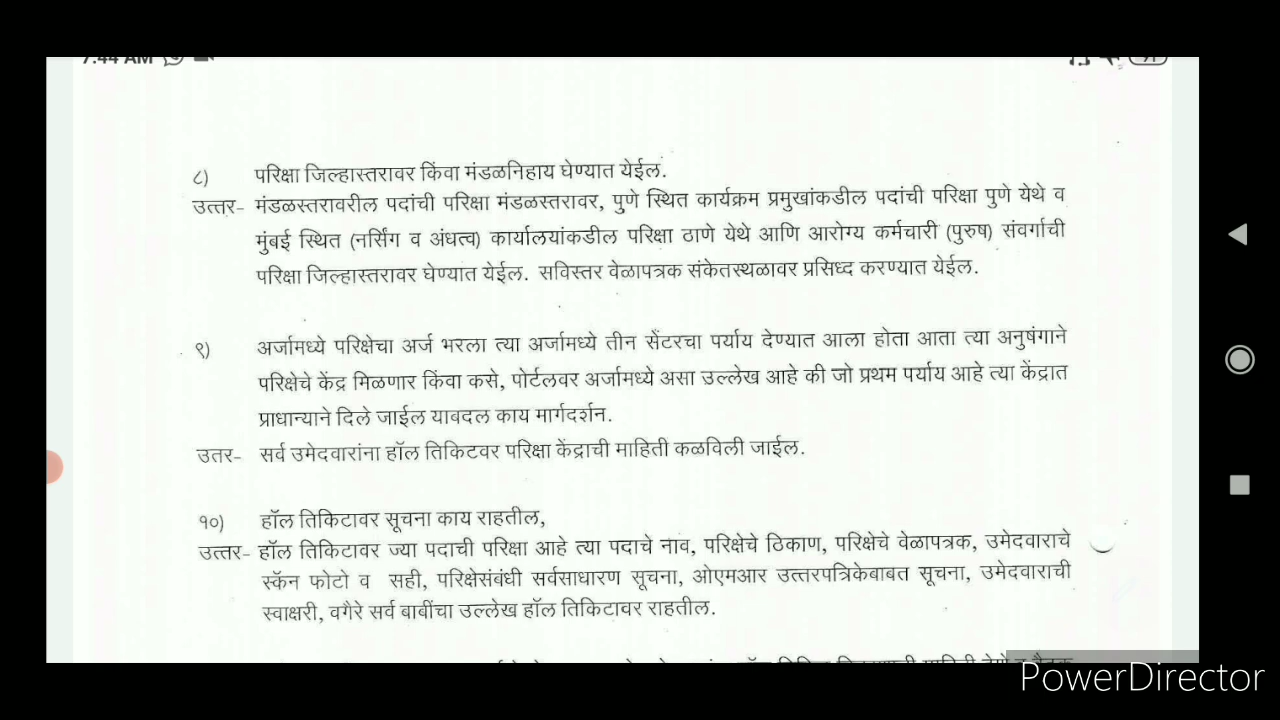 7:44 AM
८) परिक्षा जिल्हास्तरावर किंवा मंडळनिहाय घेण्यात येईल.
उत्तर- मंडळस्तरावरील पदांची परिक्षा मंडळस्तरावर, पुणे स्थित कार्यक्रम प्रमुखांकडील पदांची परिक्षा पुणे येथे व
मुंबई स्थित (नर्सिंग व अंधत्व) कार्यालयांकडील परिक्षा ठाणे येथे आणि आरोग्य कर्मचारी (पुरुष) संवर्गाची
परिक्षा जिल्हास्तरावर घेण्यात येईल. सविस्तर वेळापत्रक संकेतस्थळावर प्रसिध्द करण्यात येईल.
९) अर्जामध्ये परिक्षेचा अर्ज भरला त्या अर्जामध्ये तीन सेंटरचा पर्याय देण्यात आला होता आता त्या अनुषंगाने
परिक्षेचे केंद्र मिळणार किंवा कसे, पोर्टलवर अर्जामध्ये असा उल्लेख आहे की जो प्रथम पर्याय आहे त्या केंद्रात
प्राधान्याने दिले जाईल याबदल काय मार्गदर्शन.
उतर- सर्व उमेदवारांना हॉल तिकिटवर परिक्षा केंद्राची माहिती कळविली जाईल.
१०) हॉल तिकिटावर सूचना काय राहतील,
उत्तर- हॉल तिकिटावर ज्या पदाची परिक्षा आहे त्या पदाचे नाव, परिक्षेचे ठिकाण, परिक्षेचे वेळापत्रक, उमेदवाराचे
स्कॅन फोटो व सही, परिक्षेसंबंधी सर्वसाधारण सूचना, ओएमआर उत्तरपत्रिकेबाबत सूचना, उमेदवाराची
स्वाक्षरी, वगैरे सर्व बाबींचा उल्लेख हॉल तिकिटावर राहतील.
PowerDirector